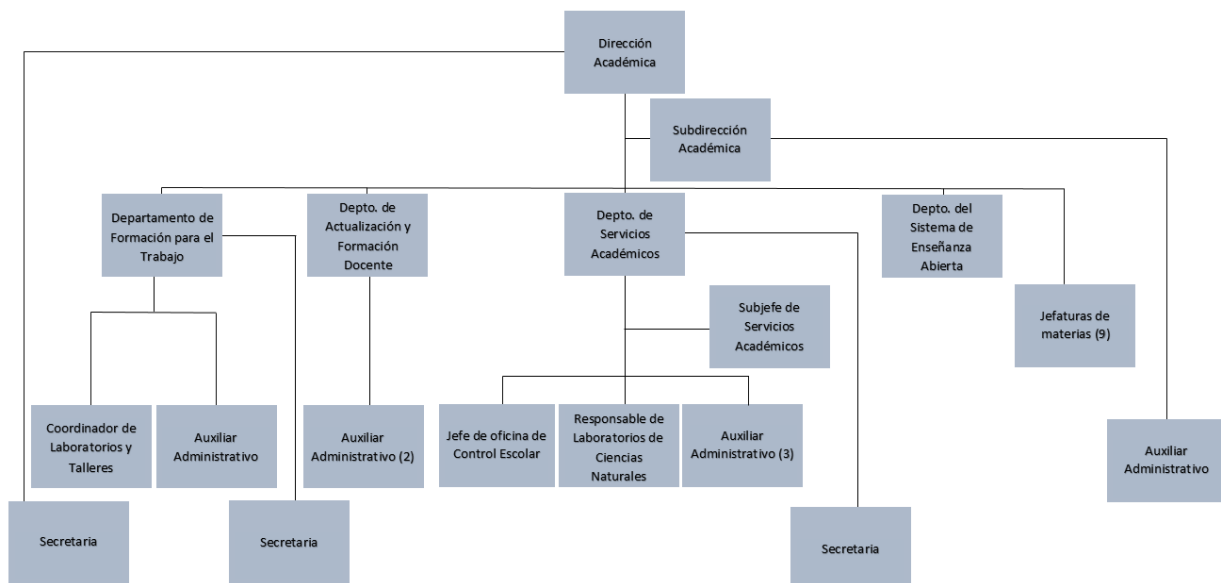 Dirección
Académica
Subdirección
Académica
Departamento de
Formación para el
Trabajo
Depto. de
Actualización y
Formación
Docente
Depto. de
Servicios
Académicos
Depto. del
Sistema de
Enseñanza
Abierta
Jefaturas de
materias (9)
Subjefe de
Servicios
Académicos
Coordinador de
Laboratorios y
Talleres
Auxiliar
Administrativo
Auxiliar
Administrativo (2)
Jefe de oficina de
Control Escolar
Responsable de
Laboratorios de
Ciencias
Naturales
Auxiliar
Administrativo (3)
Auxiliar
Administrativo
Secretaria
Secretaria
Secretaria